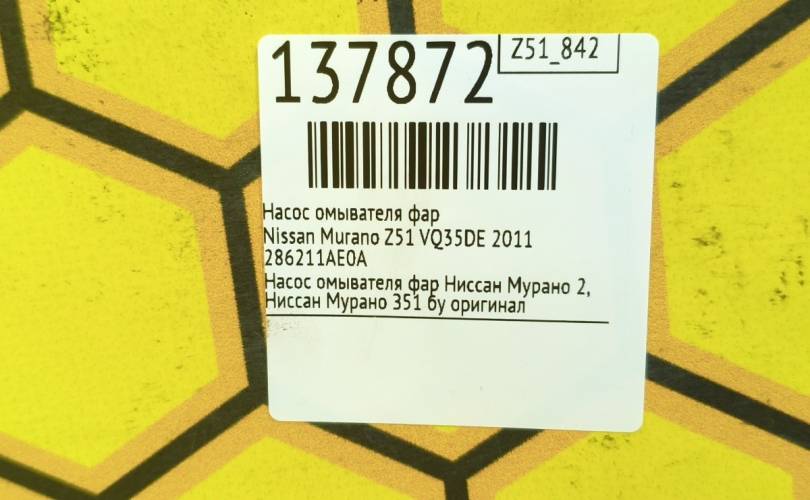 137872
Z51_842
Насос омывателя фар
Nissan Murano Z51 VQ35DE 2011
286211AE0A
Насос омывателя фар Ниссан Мурано 2,
Ниссан Мурано З51 бу оригинал